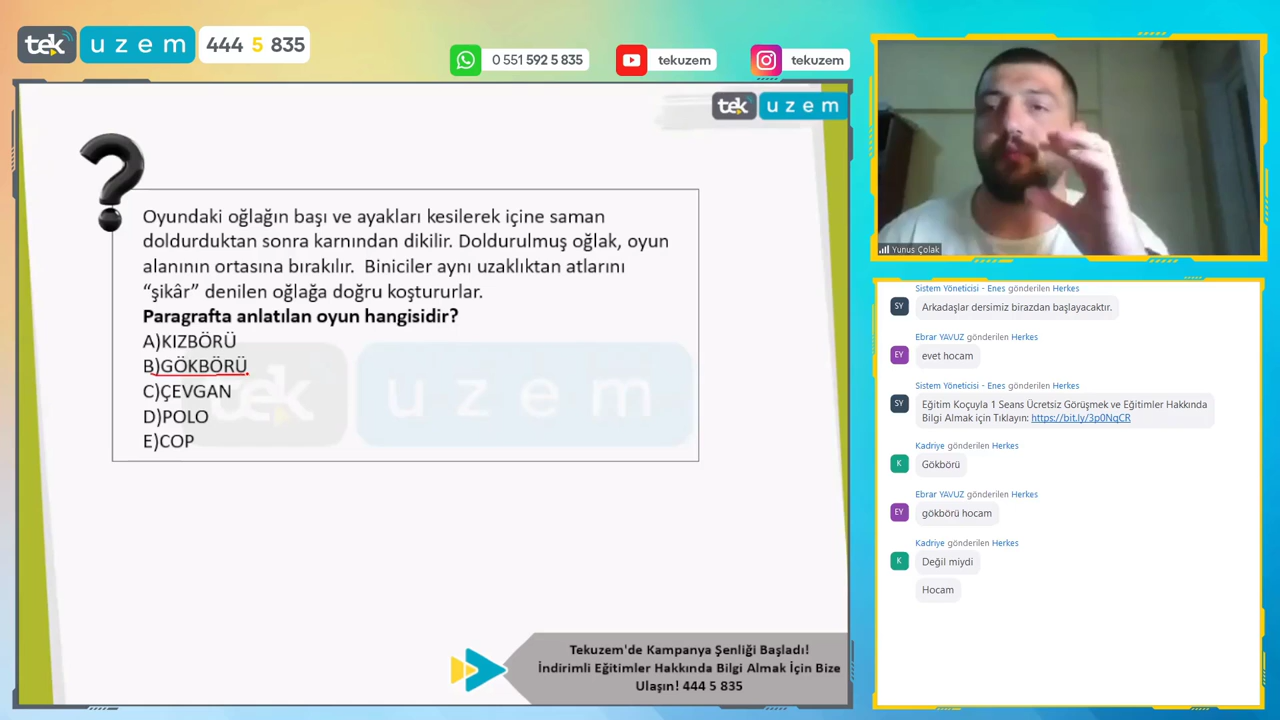 tek uzem 444 5 835
0 551 592 5 835
tekuzem
tekuzem
tek uzem
Oyundaki oğlağın başı ve ayakları kesilerek içine saman
doldurduktan sonra karnından dikilir. Doldurulmuş oğlak, oyun
alanının ortasına bırakılır. Biniciler aynı uzaklıktan atlarını
“şikâr” denilen oğlağa doğru koştururlar.
Paragrafta anlatılan oyun hangisidir?
A)KIZBÖRÜ
B)GÖKBÖRÜ
C)ÇEVGAN
D)POLO
E)COP
tek uzem
Tekuzem'de Kampanya Şenliği Başladı!
İndirimli Eğitimler Hakkında Bilgi Almak İçin Bize
Ulaşın! 444 5 835
Yunus Çolak
Sistem Yöneticisi - Enes gönderilen Herkes
SY
Arkadaşlar dersimiz birazdan başlayacaktır.
Ebrar YAVUZ gönderilen Herkes
EY
evet hocam
Sistem Yöneticisi - Enes gönderilen Herkes
SY
Eğitim Koçuyla 1 Seans Ücretsiz Görüşmek ve Eğitimler Hakkında
Bilgi Almak için Tıklayın: https://bit.ly/3p0NqCR
Kadriye gönderilen Herkes
K
Gökbörü
Ebrar YAVUZ gönderilen Herkes
EY
gökbörü hocam
Kadriye gönderilen Herkes
K
Değil miydi
Hocam